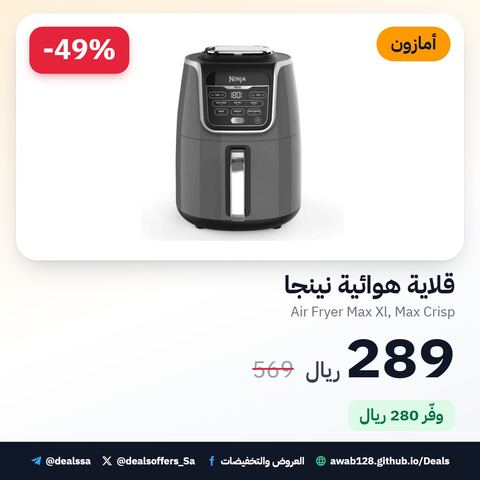 -49%
أمازون
NINJA
180
قلاية هوائية نينجا
Air Fryer Max Xl, Max Crisp
289 ريال 569
وفّر 280 ريال
@dealssa @dealsoffers_Sa العروض والتخفيضات awab128.github.io/Deals